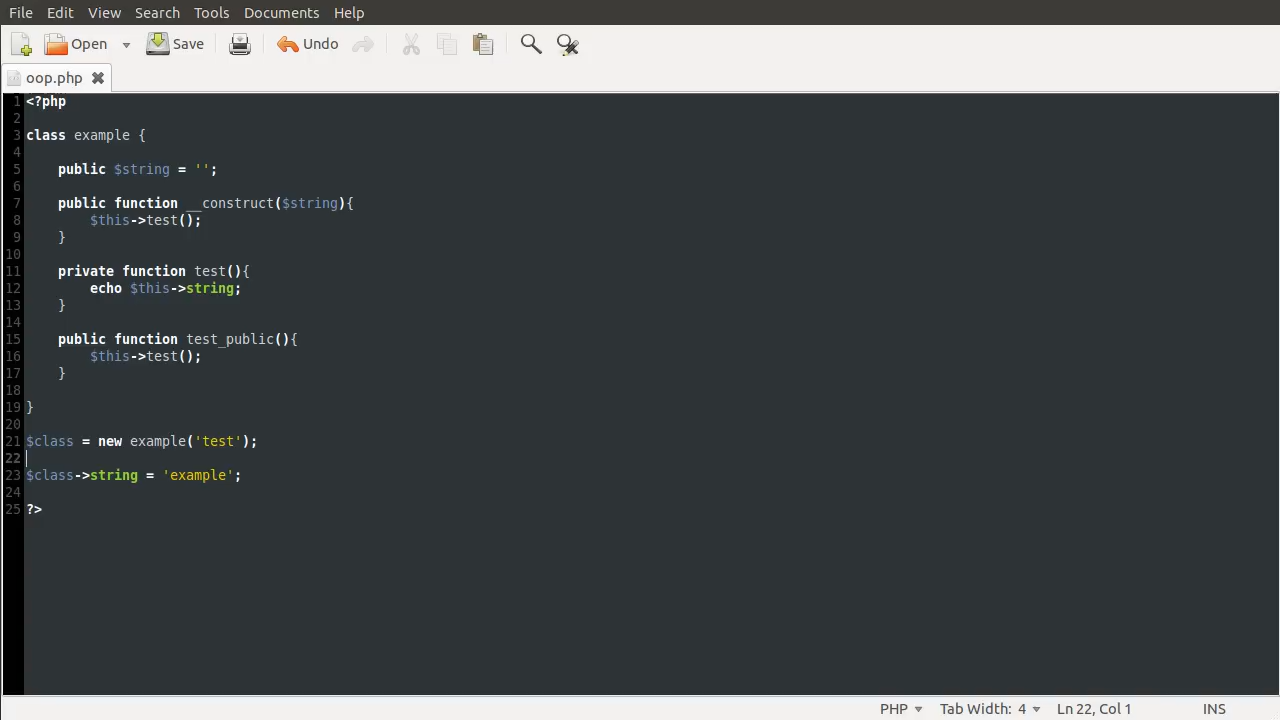 File Edit View Search Tools Documents Help
Open Save Undo
oop.php
1 <?php
2
3 class example {
4
5     public $string = '';
6
7     public function __construct($string){
8         $this->test();
9     }
10
11     private function test(){
12         echo $this->string;
13     }
14
15     public function test_public(){
16         $this->test();
17     }
18
19 }
20
21 $class = new example('test');
22
23 $class->string = 'example';
24
25 ?>
PHP Tab Width: 4 Ln 22, Col 1 INS